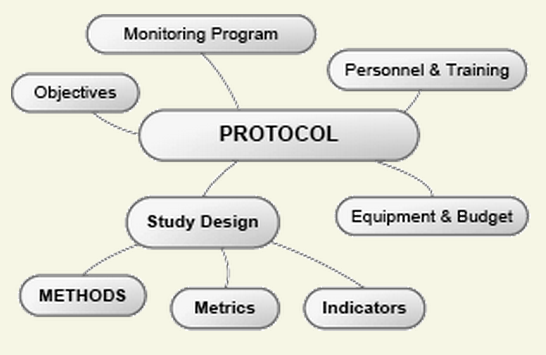 Monitoring Program
Personnel & Training
Objectives
PROTOCOL
Study Design
Equipment & Budget
METHODS
Metrics
Indicators